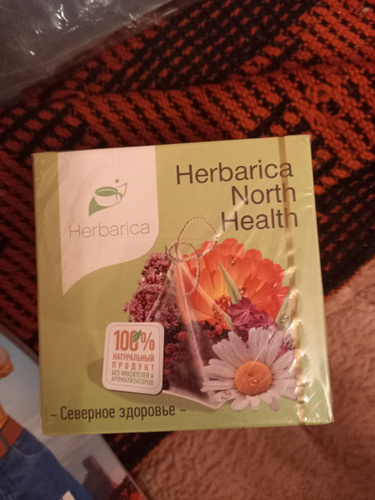 Herbarica
Herbarica
North
Health
100%
НАТУРАЛЬНЫЙ
ПРОДУКТ
БЕЗ КРАСИТЕЛЕЙ И
АРОМАТИЗАТОРОВ
~ Северное здоровье ~